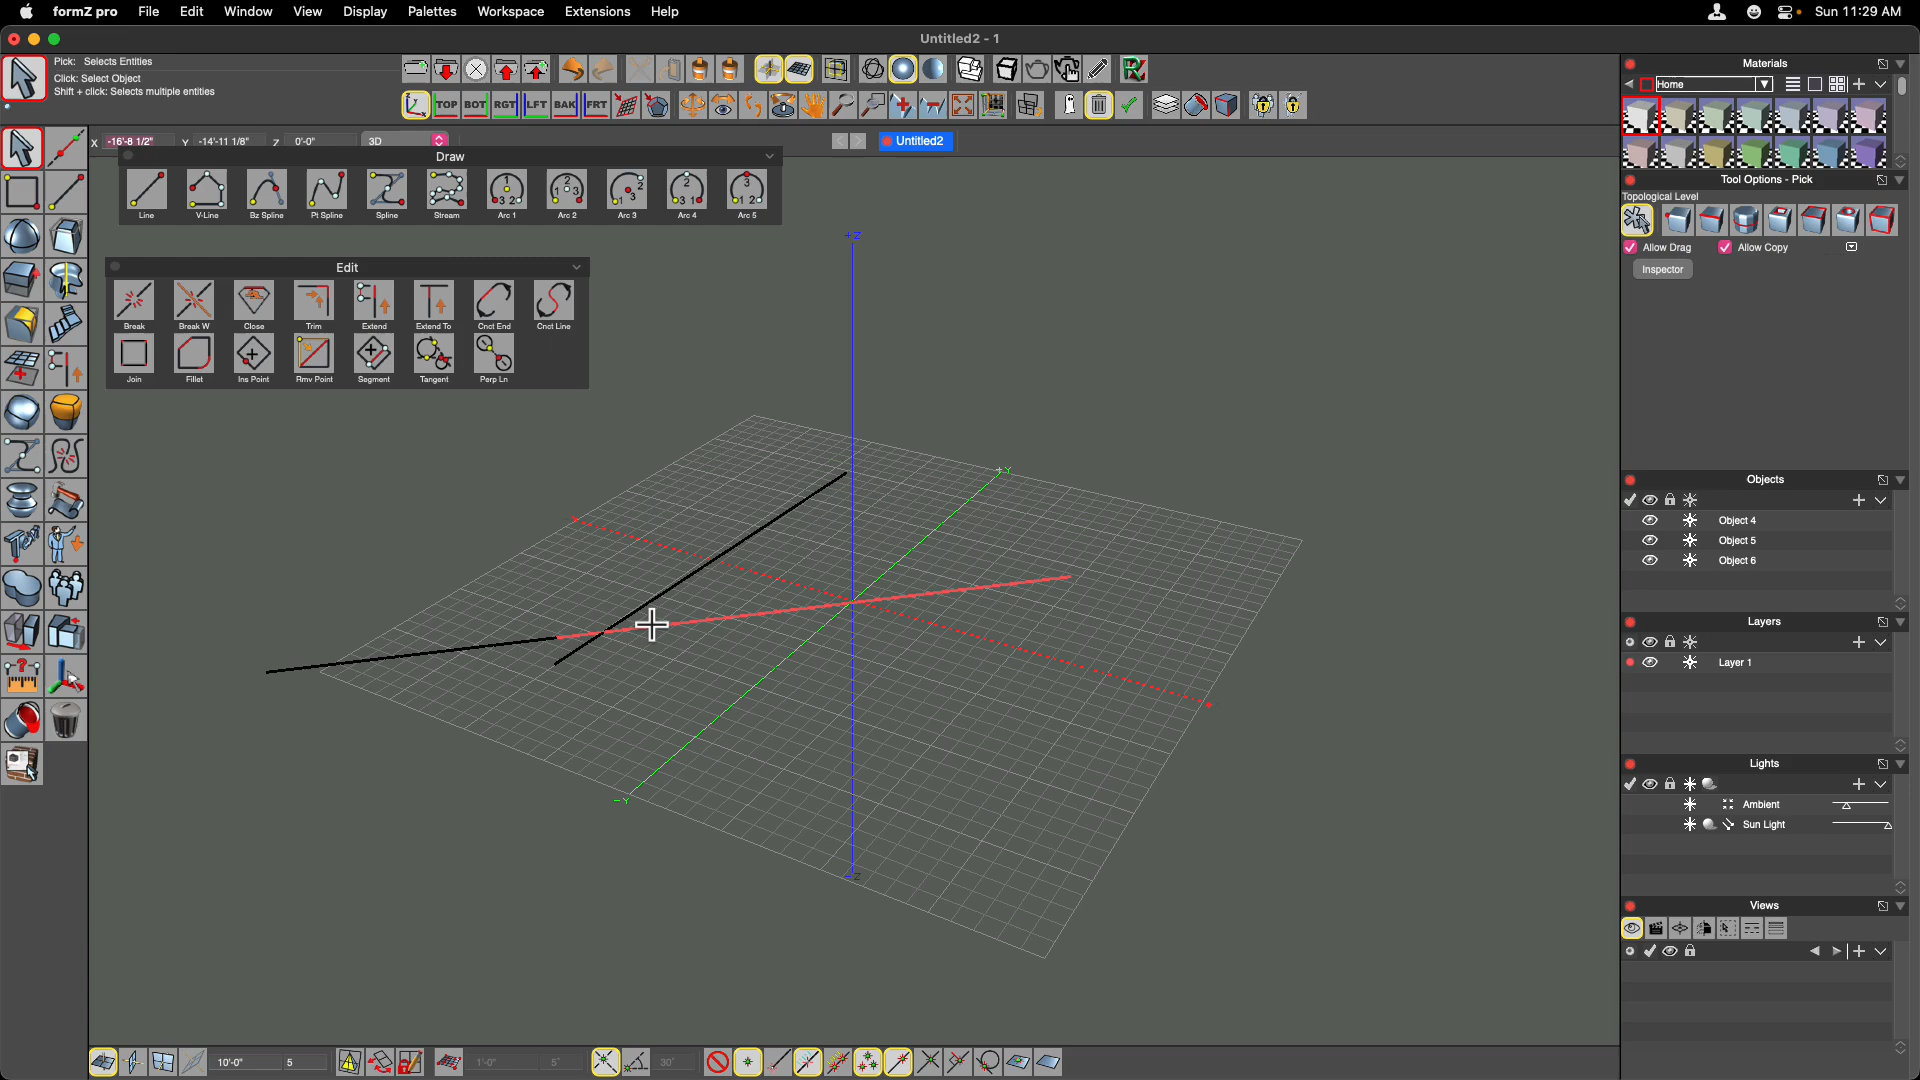 formZ pro File Edit Window View Display Palettes Workspace Extensions Help Sun 11:29 AM
Untitled2 - 1
Pick: Selects Entities
Click: Select Object
Shift + click: Selects multiple entities
TOP BOT RGT LFT BAK FRT
X -16'-8 1/2" Y -14'-11 1/8" Z 0'-0" 3D Untitled2
Draw
Line V-Line Bz Spline Pt Spline Spline Stream Arc 1 Arc 2 Arc 3 Arc 4 Arc 5
Edit
Break Break W Close Trim Extend Extend To Cnct End Cnct Line
Join Fillet Ins Point Rmv Point Segment Tangent Perp Ln
+Z
+Y
-Y
-Z
Materials
Home
Tool Options - Pick
Topological Level
Allow Drag Allow Copy
Inspector
Objects
Object 4
Object 5
Object 6
Layers
Layer 1
Lights
Ambient
Sun Light
Views
10'-0" 5 1'-0" 5" 30°